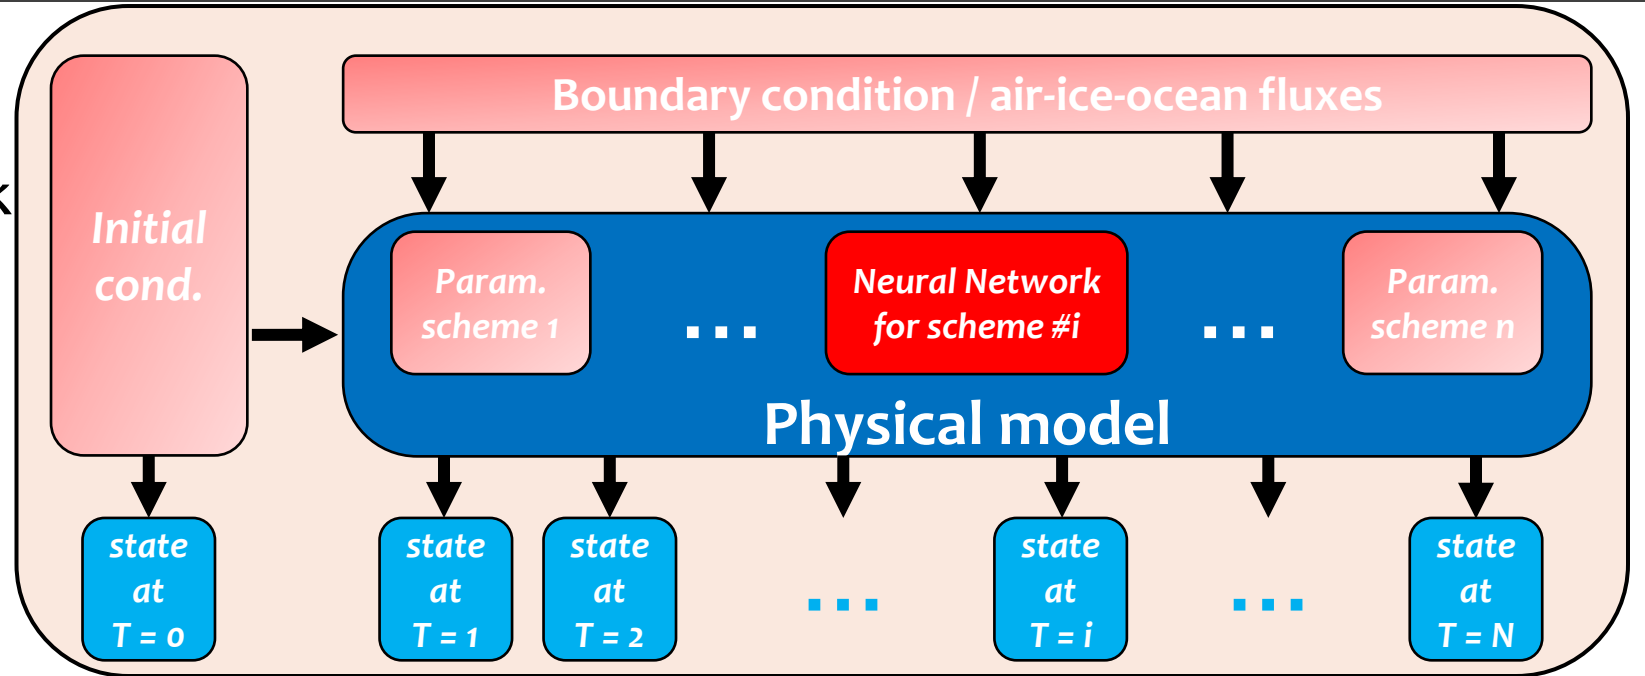 Boundary condition / air-ice-ocean fluxes
k
Initial
cond.
Param.
scheme 1
...
Neural Network
for scheme #i
...
Param.
scheme n
Physical model
state
at
T = 0
state
at
T = 1
state
at
T = 2
...
state
at
T = i
...
state
at
T = N